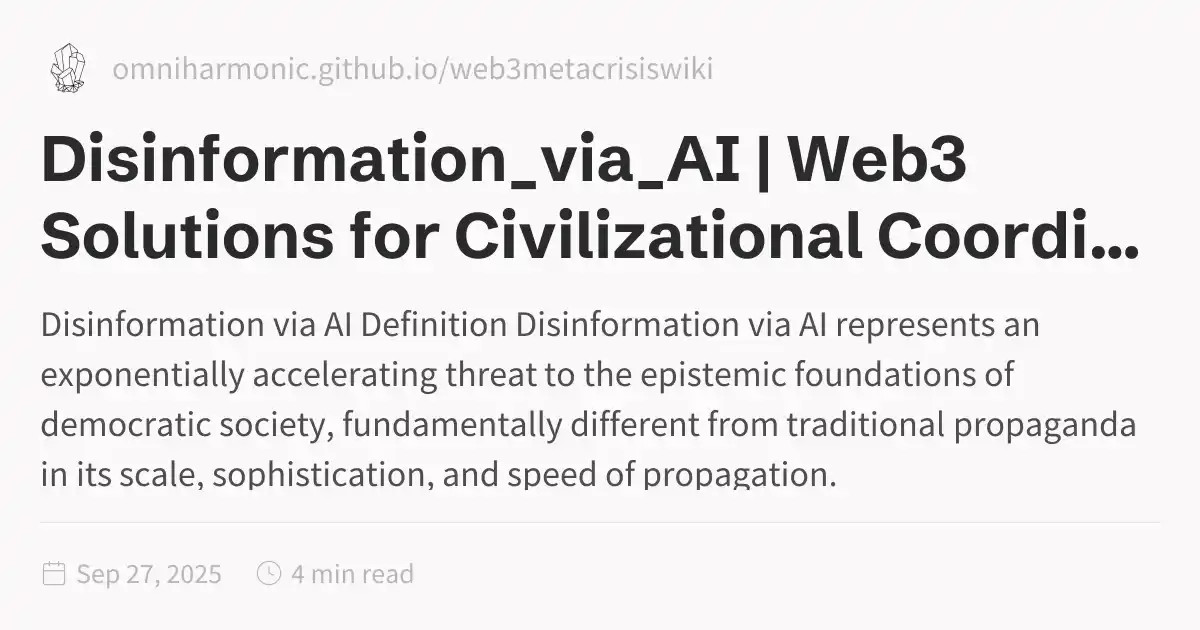 omniharmonic.github.io/web3metacrisiswiki
Disinformation_via_AI | Web3
Solutions for Civilizational Coordi...
Disinformation via AI Definition Disinformation via AI represents an
exponentially accelerating threat to the epistemic foundations of
democratic society, fundamentally different from traditional propaganda
in its scale, sophistication, and speed of propagation.
Sep 27, 2025 4 min read